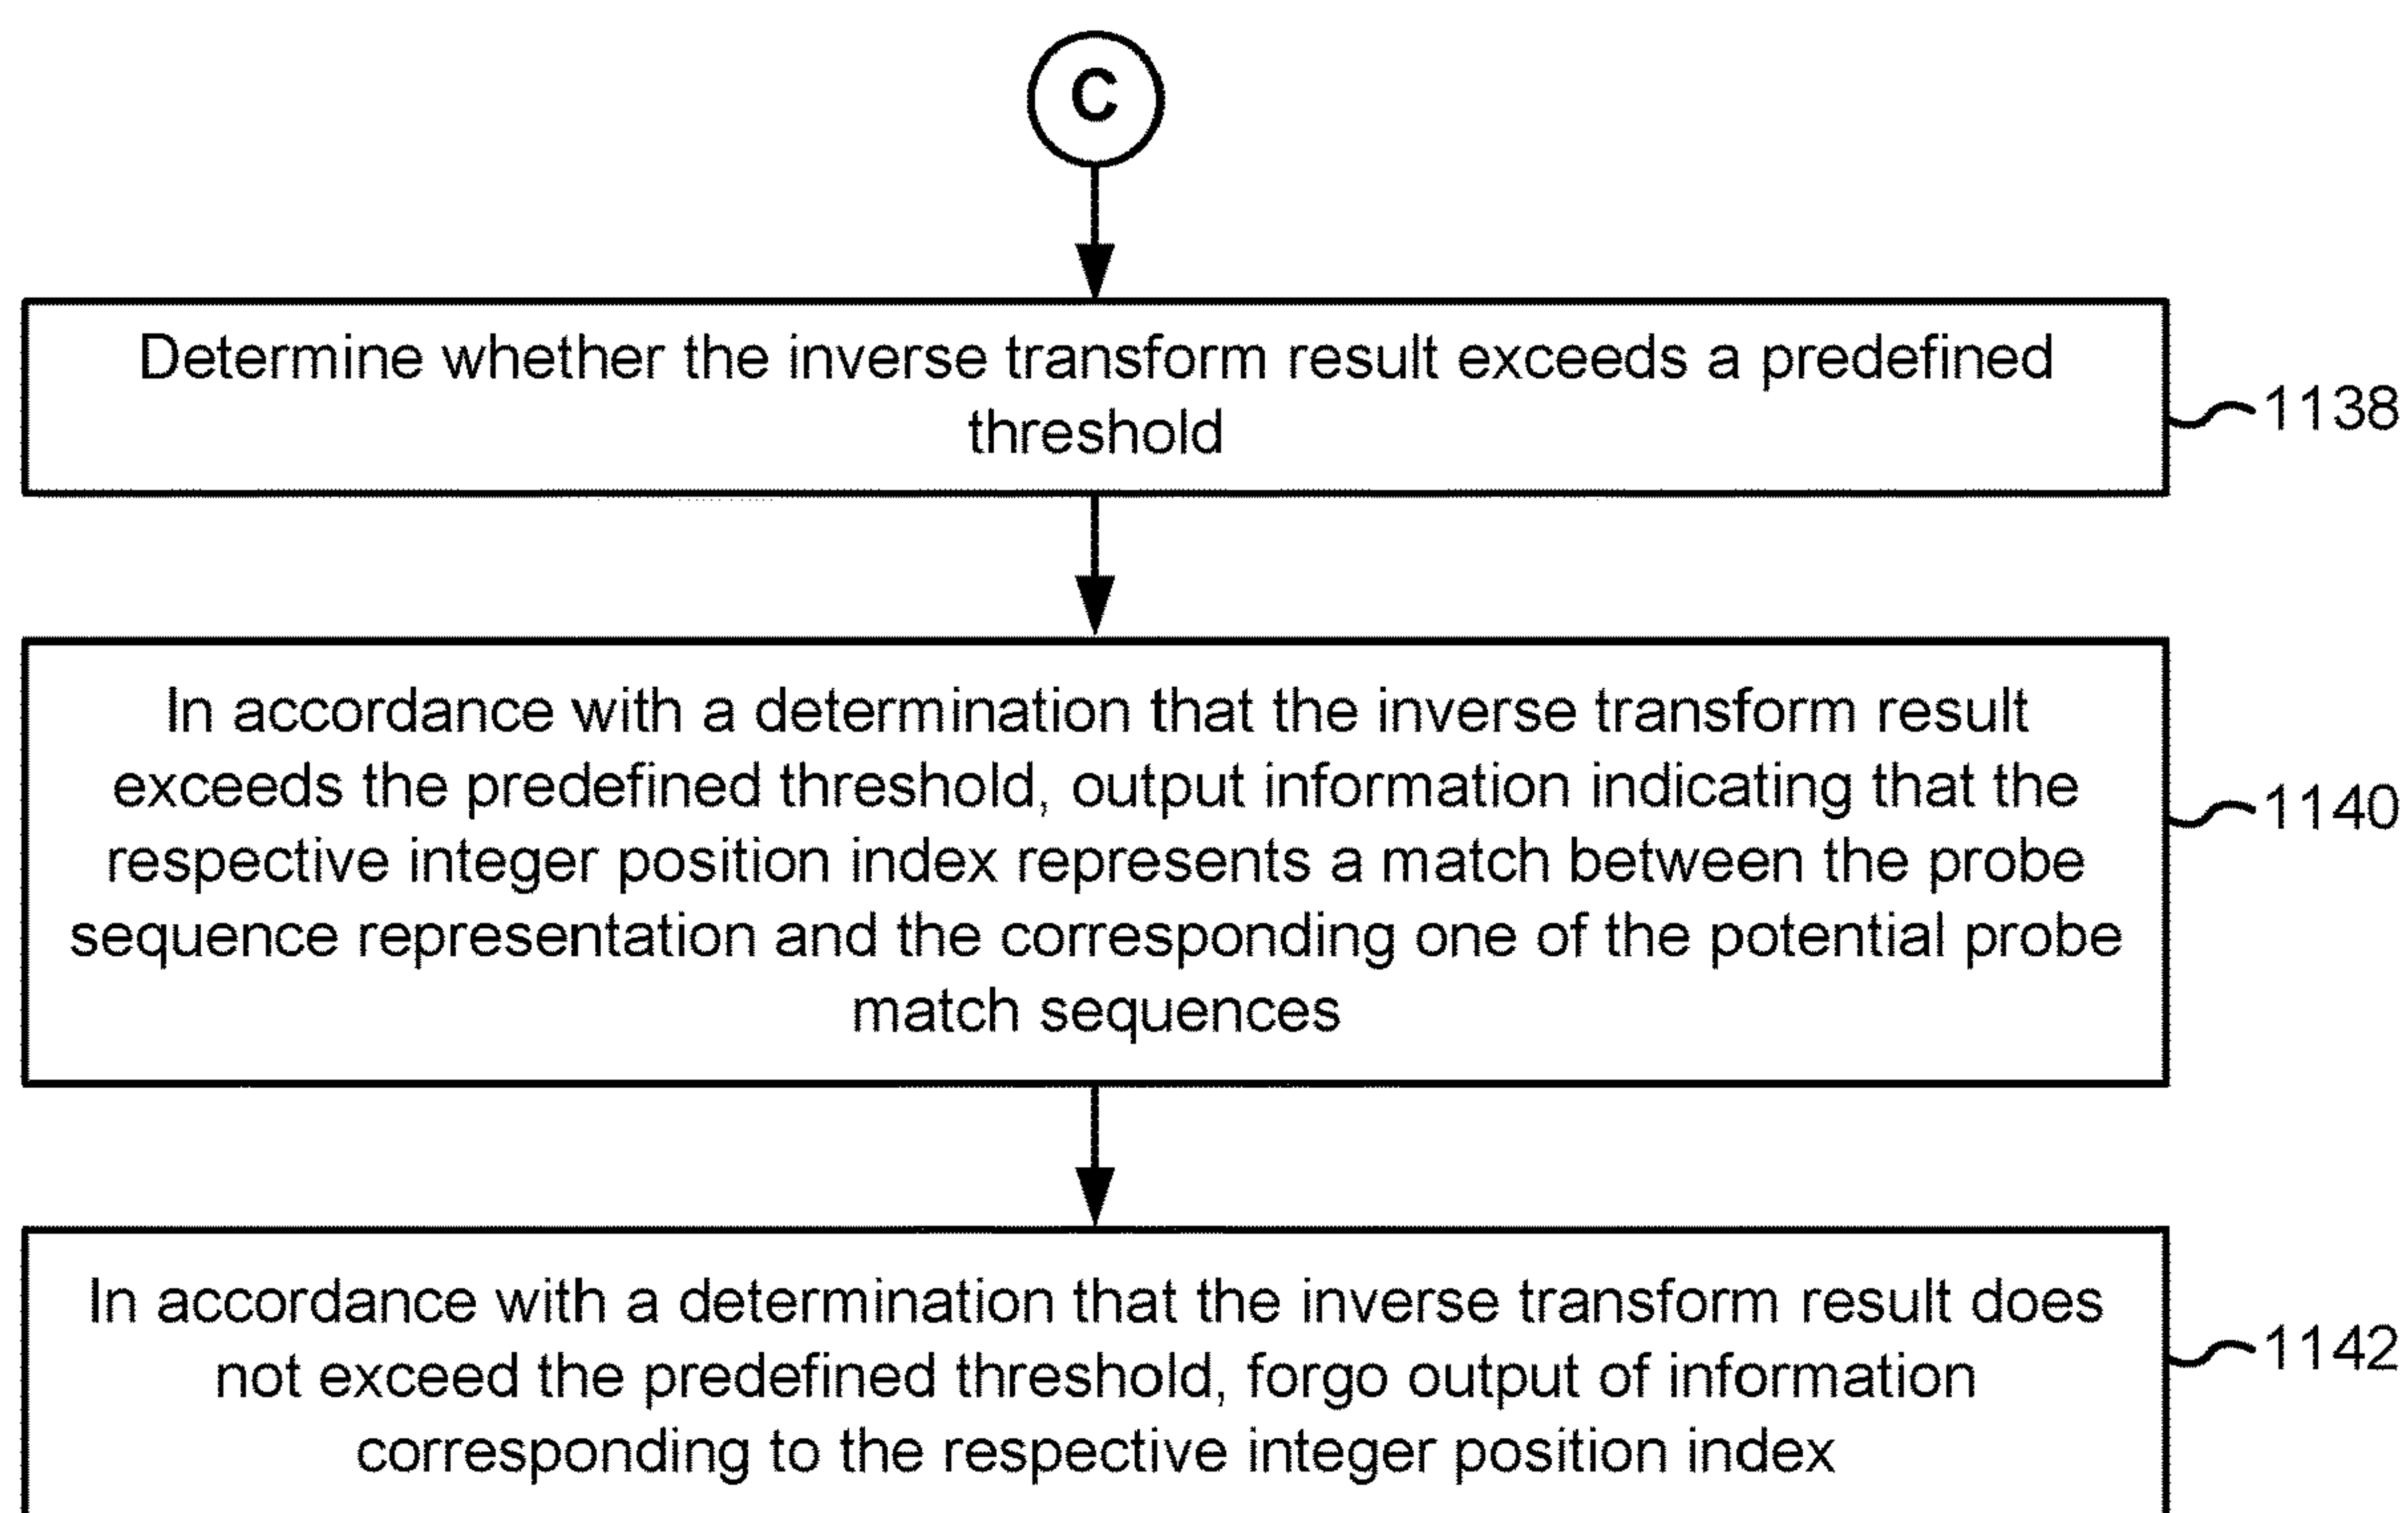 C
Determine whether the inverse transform result exceeds a predefined
threshold
1138
In accordance with a determination that the inverse transform result
exceeds the predefined threshold, output information indicating that the
respective integer position index represents a match between the probe
sequence representation and the corresponding one of the potential probe
match sequences
1140
In accordance with a determination that the inverse transform result does
not exceed the predefined threshold, forgo output of information
corresponding to the respective integer position index
1142